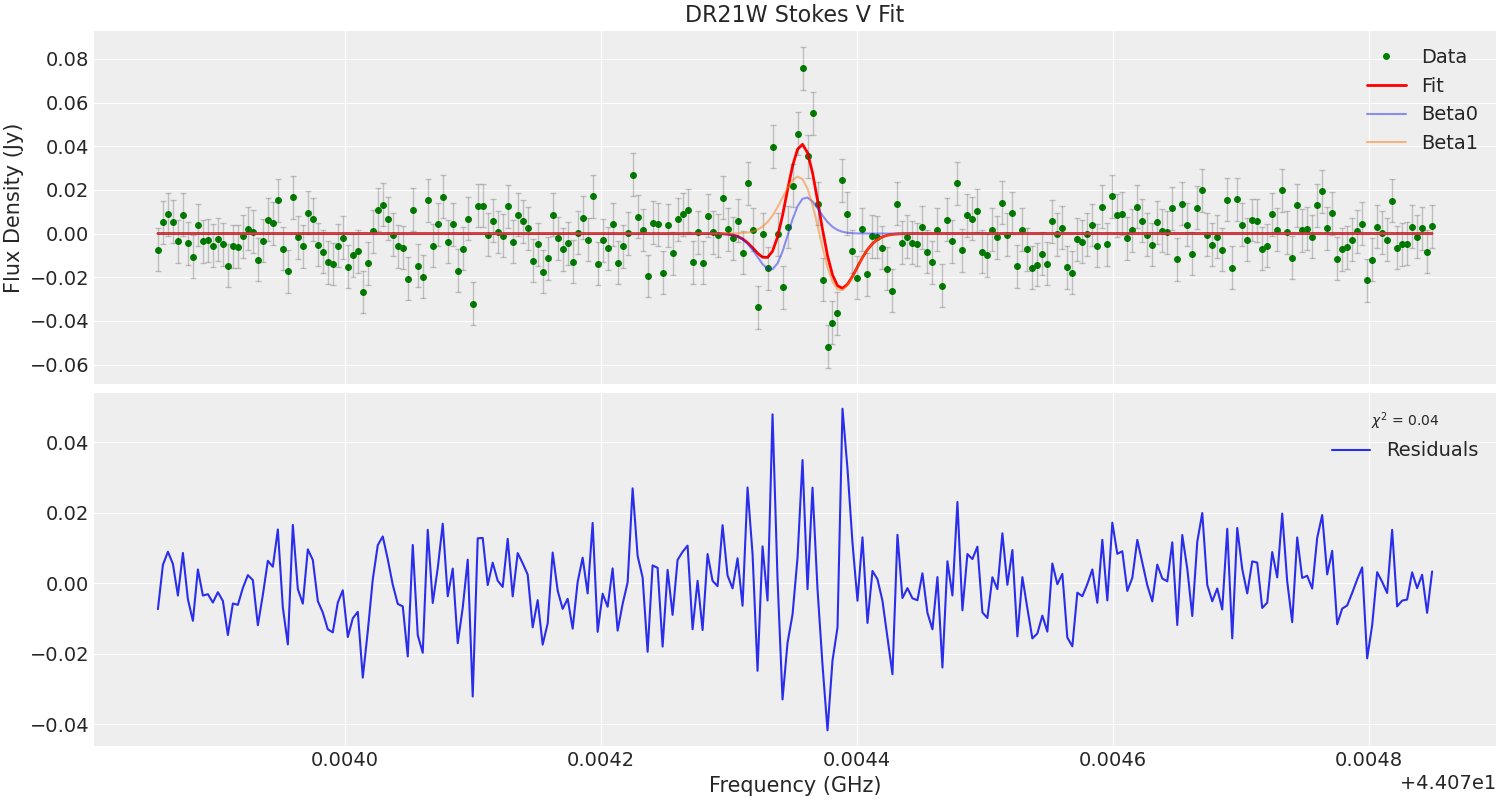 DR21W Stokes V Fit
0.08
0.06
0.04
0.02
0.00
−0.02
−0.04
−0.06
Flux Density (Jy)
Data
Fit
Beta0
Beta1
0.04
0.02
0.00
−0.02
−0.04
χ² = 0.04
Residuals
0.0040
0.0042
0.0044
0.0046
0.0048
Frequency (GHz)
+4.407e1